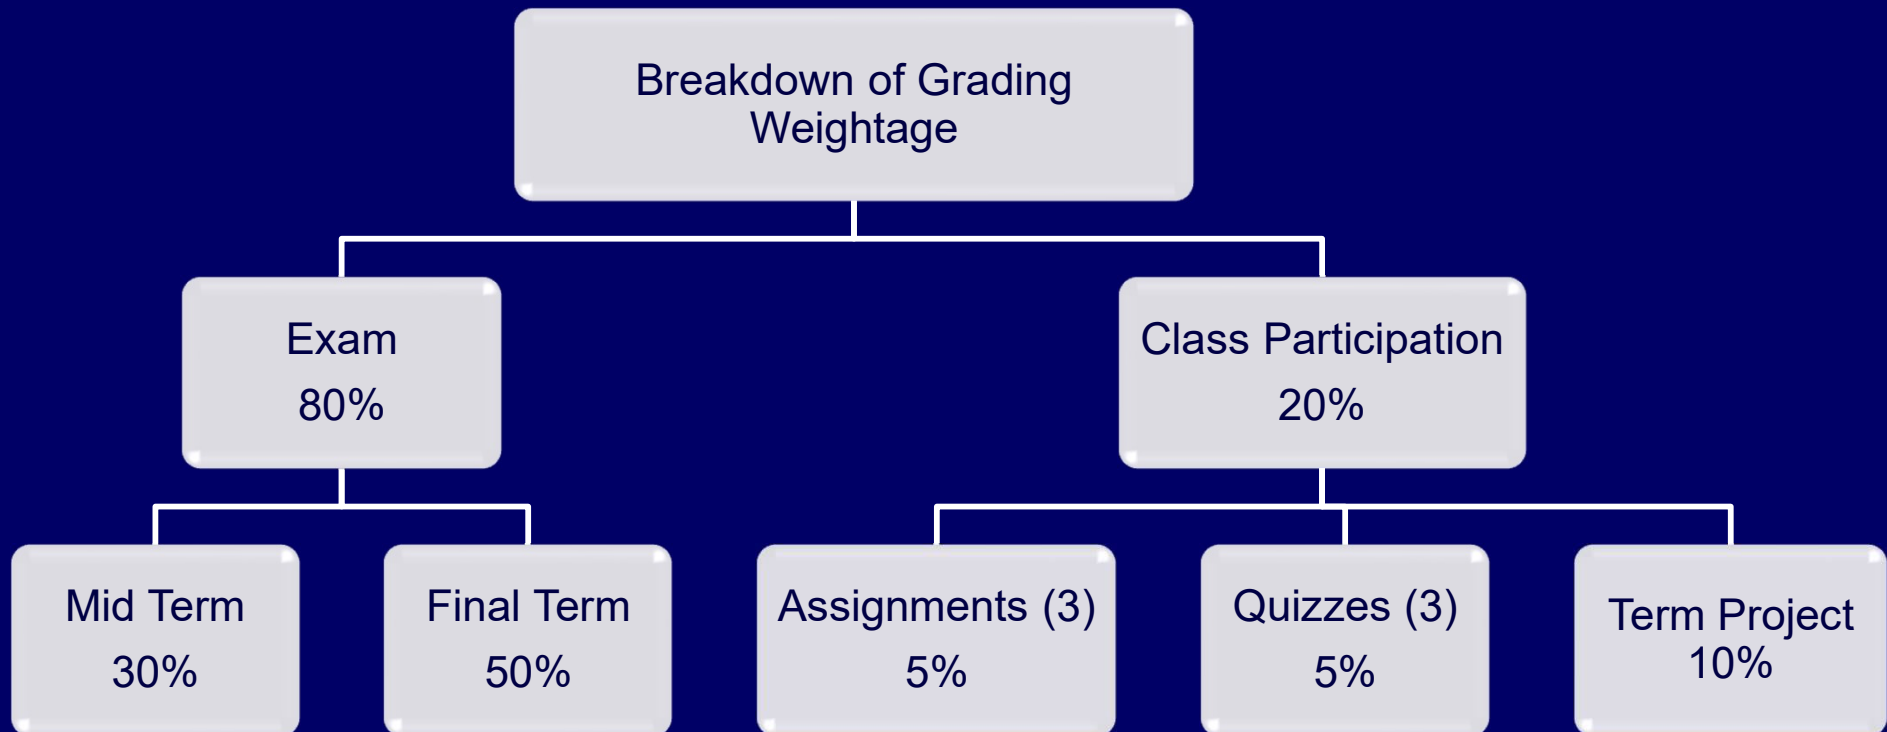 Breakdown of Grading
Weightage
Exam
80%
Class Participation
20%
Mid Term
30%
Final Term
50%
Assignments (3)
5%
Quizzes (3)
5%
Term Project
10%